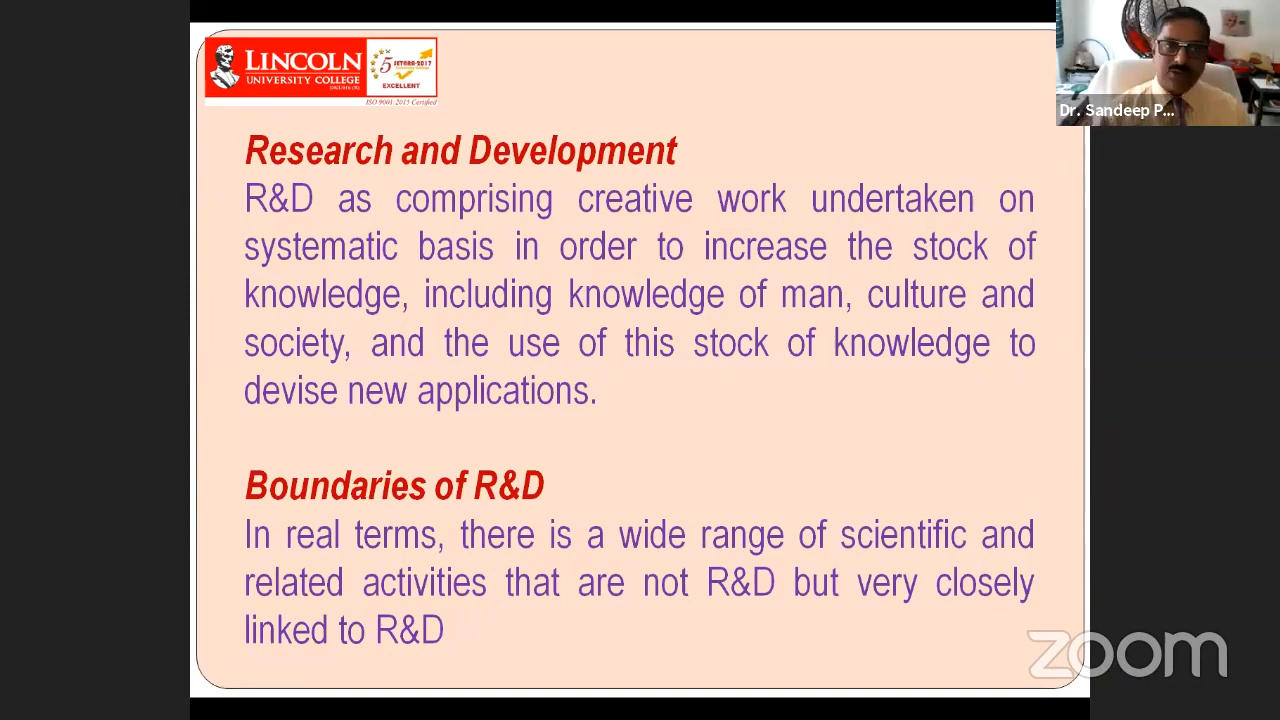 LINCOLN
UNIVERSITY COLLEGE
5 SETARA-2017
EXCELLENT
ISO 9001:2015 Certified
Dr. Sandeep P...
Research and Development
R&D as comprising creative work undertaken on
systematic basis in order to increase the stock of
knowledge, including knowledge of man, culture and
society, and the use of this stock of knowledge to
devise new applications.
Boundaries of R&D
In real terms, there is a wide range of scientific and
related activities that are not R&D but very closely
linked to R&D
zoom